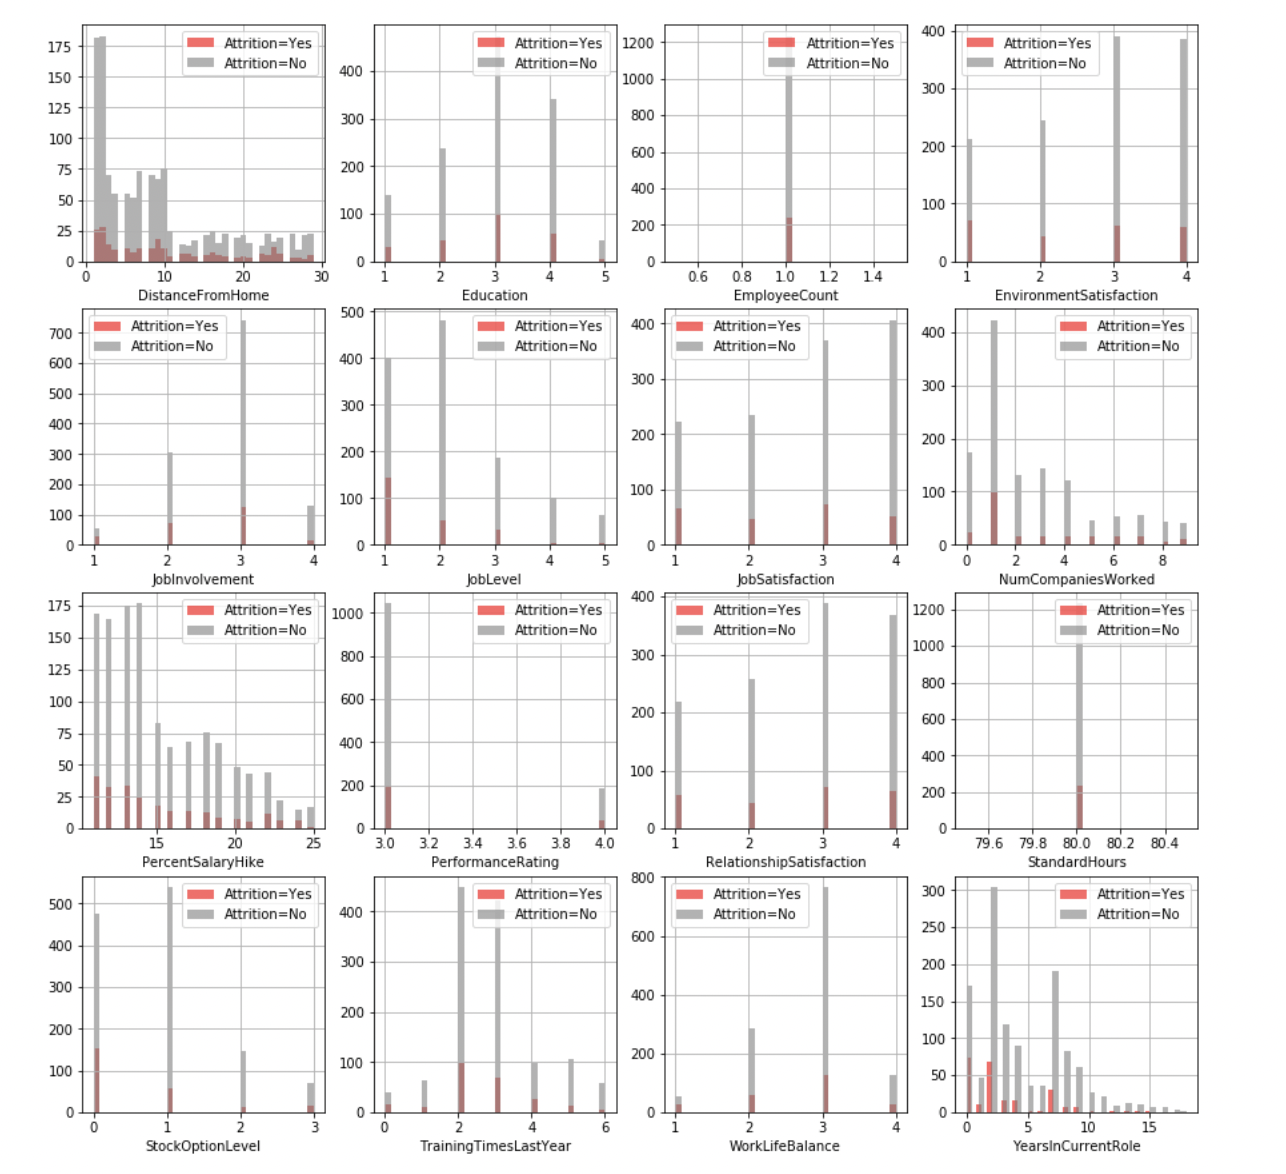 Attrition=Yes
Attrition=No
175
150
125
100
75
50
25
0
0 10 20 30
DistanceFromHome
Attrition=Yes
Attrition=No
400
300
200
100
0
1 2 3 4 5
Education
Attrition=Yes
Attrition=No
1200
1000
800
600
400
200
0
0.6 0.8 1.0 1.2 1.4
EmployeeCount
Attrition=Yes
Attrition=No
400
300
200
100
0
1 2 3 4
EnvironmentSatisfaction
Attrition=Yes
Attrition=No
700
600
500
400
300
200
100
0
1 2 3 4
JobInvolvement
Attrition=Yes
Attrition=No
500
400
300
200
100
0
1 2 3 4 5
JobLevel
Attrition=Yes
Attrition=No
400
300
200
100
0
1 2 3 4
JobSatisfaction
Attrition=Yes
Attrition=No
400
300
200
100
0
0 2 4 6 8
NumCompaniesWorked
Attrition=Yes
Attrition=No
175
150
125
100
75
50
25
0
15 20 25
PercentSalaryHike
Attrition=Yes
Attrition=No
1000
800
600
400
200
0
3.0 3.2 3.4 3.6 3.8 4.0
PerformanceRating
Attrition=Yes
Attrition=No
400
300
200
100
0
1 2 3 4
RelationshipSatisfaction
Attrition=Yes
Attrition=No
1200
1000
800
600
400
200
0
79.6 79.8 80.0 80.2 80.4
StandardHours
Attrition=Yes
Attrition=No
500
400
300
200
100
0
0 1 2 3
StockOptionLevel
Attrition=Yes
Attrition=No
400
300
200
100
0
0 2 4 6
TrainingTimesLastYear
Attrition=Yes
Attrition=No
800
600
400
200
0
1 2 3 4
WorkLifeBalance
Attrition=Yes
Attrition=No
300
250
200
150
100
50
0
0 5 10 15
YearsInCurrentRole